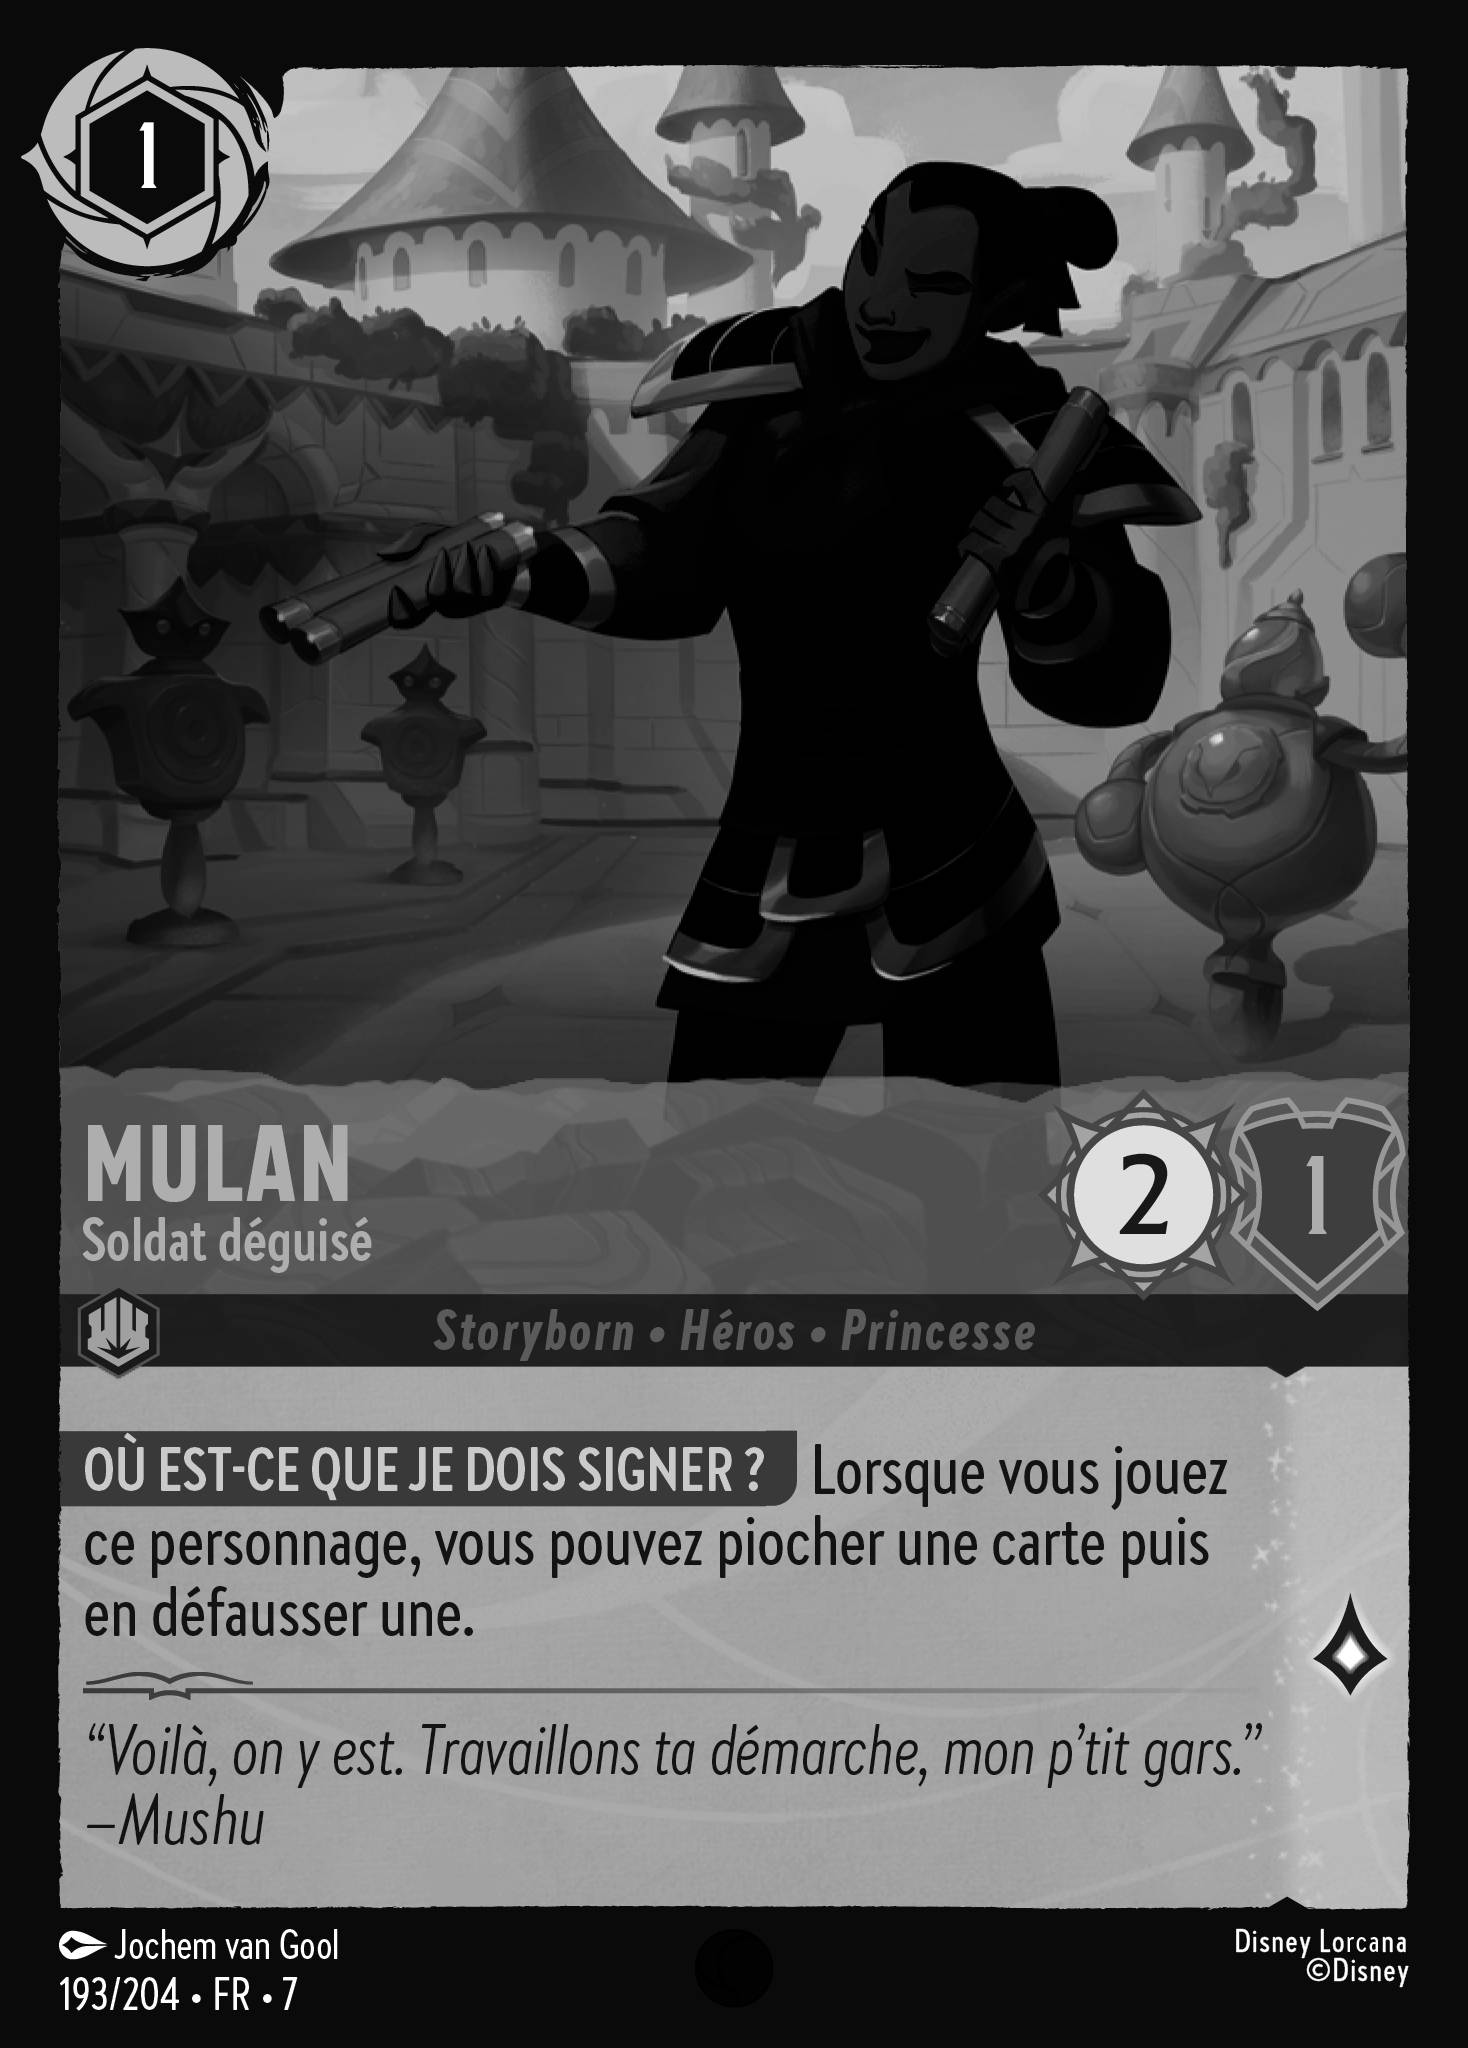 1
MULAN
Soldat déguisé
2
1
Storyborn • Héros • Princesse
OÙ EST-CE QUE JE DOIS SIGNER ? Lorsque vous jouez
ce personnage, vous pouvez piocher une carte puis
en défausser une.
“Voilà, on y est. Travaillons ta démarche, mon p’tit gars.”
–Mushu
Jochem van Gool
193/204 • FR • 7
Disney Lorcana
©Disney